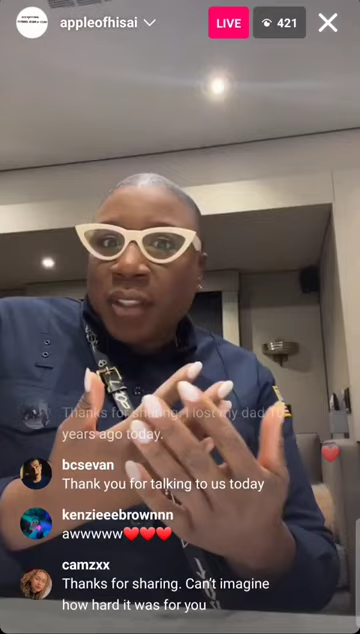 appleofhisai
LIVE
421
Thanks for sharing. I lost my dad 10
years ago today.
bcsevan
Thank you for talking to us today
kenzieeebrownnn
awwwww❤️❤️❤️
camzxx
Thanks for sharing. Can't imagine
how hard it was for you